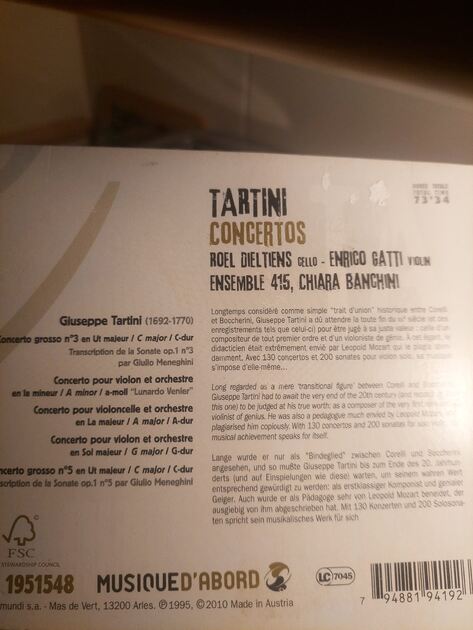 TARTINI
CONCERTOS
ROEL DIELTIENS CELLO - ENRICO GATTI VIOLIN
ENSEMBLE 415, CHIARA BANCHINI
DURÉE TOTALE
TOTAL TIME
73'34
Giuseppe Tartini (1692-1770)
Concerto grosso n°3 en Ut majeur / C major / C-dur
Transcription de la Sonate op.1 n°3
par Giulio Meneghini
Concerto pour violon et orchestre
en la mineur / A minor / a-moll "Lunardo Venier"
Concerto pour violoncelle et orchestre
en La majeur / A major / A-dur
Concerto pour violon et orchestre
en Sol majeur / G major / G-dur
ncerto grosso n°5 en Ut majeur / C major / C-dur
scription de la Sonate op.1 n°5 par Giulio Meneghini
Longtemps considéré comme simple "trait d'union" historique entre Corelli
et Boccherini, Giuseppe Tartini a dû attendre la toute fin du XXe siècle (et des
enregistrements tels que celui-ci) pour être jugé à sa juste valeur : celle d'un
compositeur de tout premier ordre et d'un violoniste de génie. À cet égard, le
didacticien était extrêmement envié par Leopold Mozart qui le plagia
damment. Avec 130 concertos et 200 sonates pour violon solo, sa
s'impose d'elle-même…
Long regarded as a mere 'transitional figure' between Corelli and Boccherini,
Giuseppe Tartini had to await the very end of the 20th century (and
this one) to be judged at his true worth: as a composer of the very first
violinist of genius. He was also a pedagogue much envied by Leopold Mozart,
plagiarised him copiously. With 130 concertos and 200 sonatas for solo
musical achievement speaks for itself.
Lange wurde er nur als "Bindeglied" zwischen Corelli und Boccherini
angesehen, und so mußte Giuseppe Tartini bis zum Ende des 20. Jahrhun-
derts (und auf Einspielungen wie diese) warten, um seinem wahren Wert
entsprechend gewürdigt zu werden: als erstklassiger Komponist und genialer
Geiger. Auch wurde er als Pädagoge sehr von Leopold Mozart beneidet, der
ausgiebig von ihm abgeschrieben hat. Mit 130 Konzerten und 200 Solosona-
ten spricht sein musikalisches Werk für sich
FSC
STEWARDSHIP COUNCIL
1951548
MUSIQUE D'ABORD
LC 7045
7 94881 94192
mundi s.a. - Mas de Vert, 13200 Arles. ℗ 1995, © 2010 Made in Austria